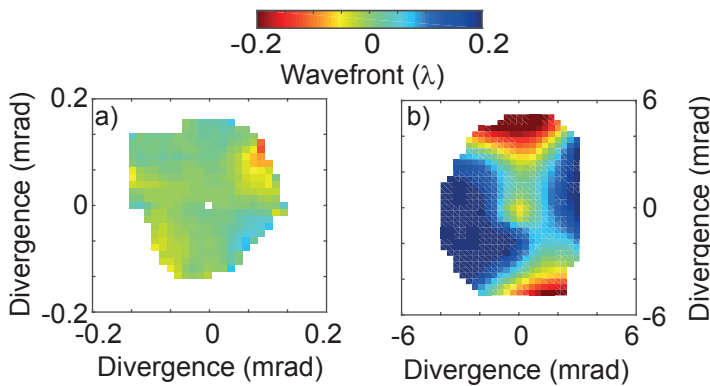 -0.2 0 0.2
Wavefront (λ)
a)
0.2
0
-0.2
Divergence (mrad)
-0.2 0 0.2
Divergence (mrad)
b)
6
0
-6
Divergence (mrad)
-6 0 6
Divergence (mrad)